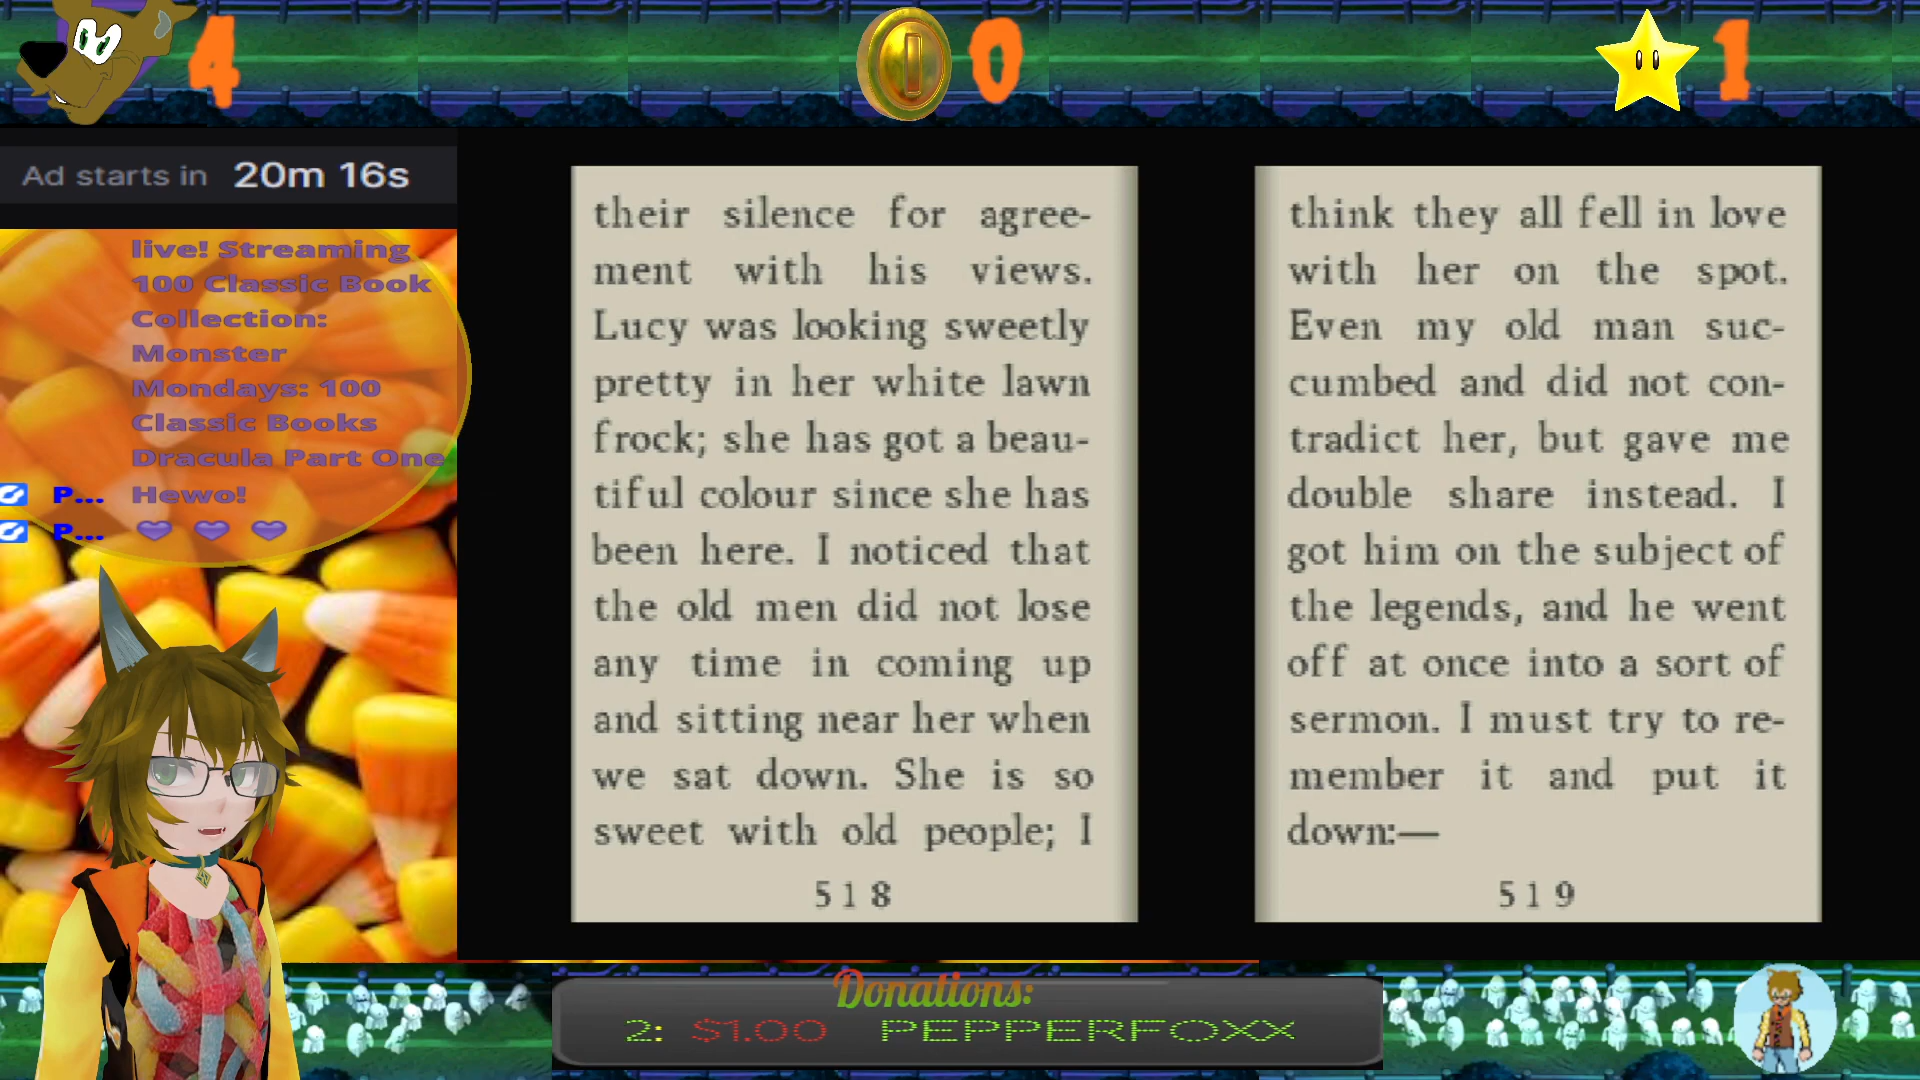 4
0
1
Ad starts in 20m 16s
live! Streaming
100 Classic Book
Collection:
Monster
Mondays: 100
Classic Books
Dracula Part One
P... Hewo!
P...
their silence for agree-
ment with his views.
Lucy was looking sweetly
pretty in her white lawn
frock; she has got a beau-
tiful colour since she has
been here. I noticed that
the old men did not lose
any time in coming up
and sitting near her when
we sat down. She is so
sweet with old people; I
518
think they all fell in love
with her on the spot.
Even my old man suc-
cumbed and did not con-
tradict her, but gave me
double share instead. I
got him on the subject of
the legends, and he went
off at once into a sort of
sermon. I must try to re-
member it and put it
down:—
519
Donations:
2: $1.00 PEPPERFOXX